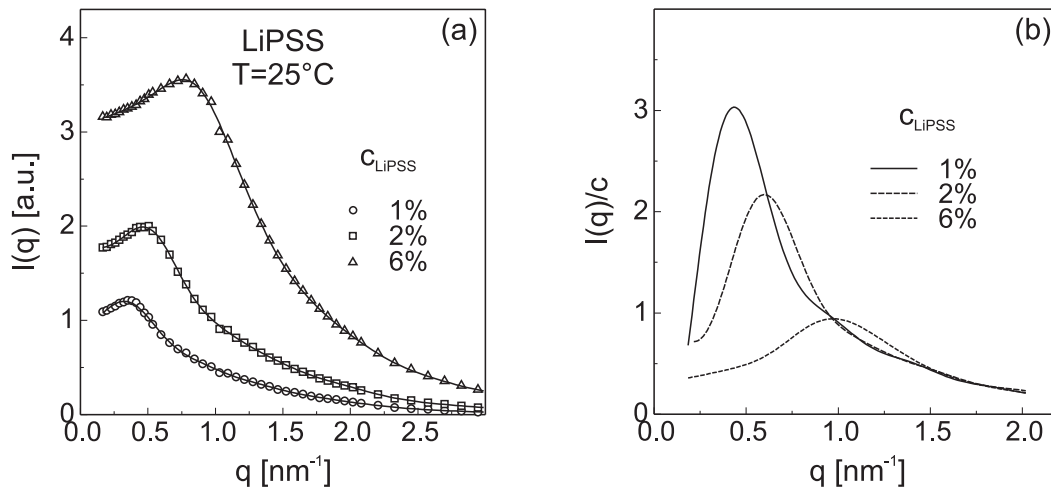 (a)
LiPSS
T=25°C
c_LiPSS
1%
2%
6%
I(q) [a.u.]
4
3
2
1
0
0.0 0.5 1.0 1.5 2.0 2.5
q [nm⁻¹]
(b)
c_LiPSS
1%
2%
6%
I(q)/c
3
2
1
0
0.0 0.5 1.0 1.5 2.0
q [nm⁻¹]